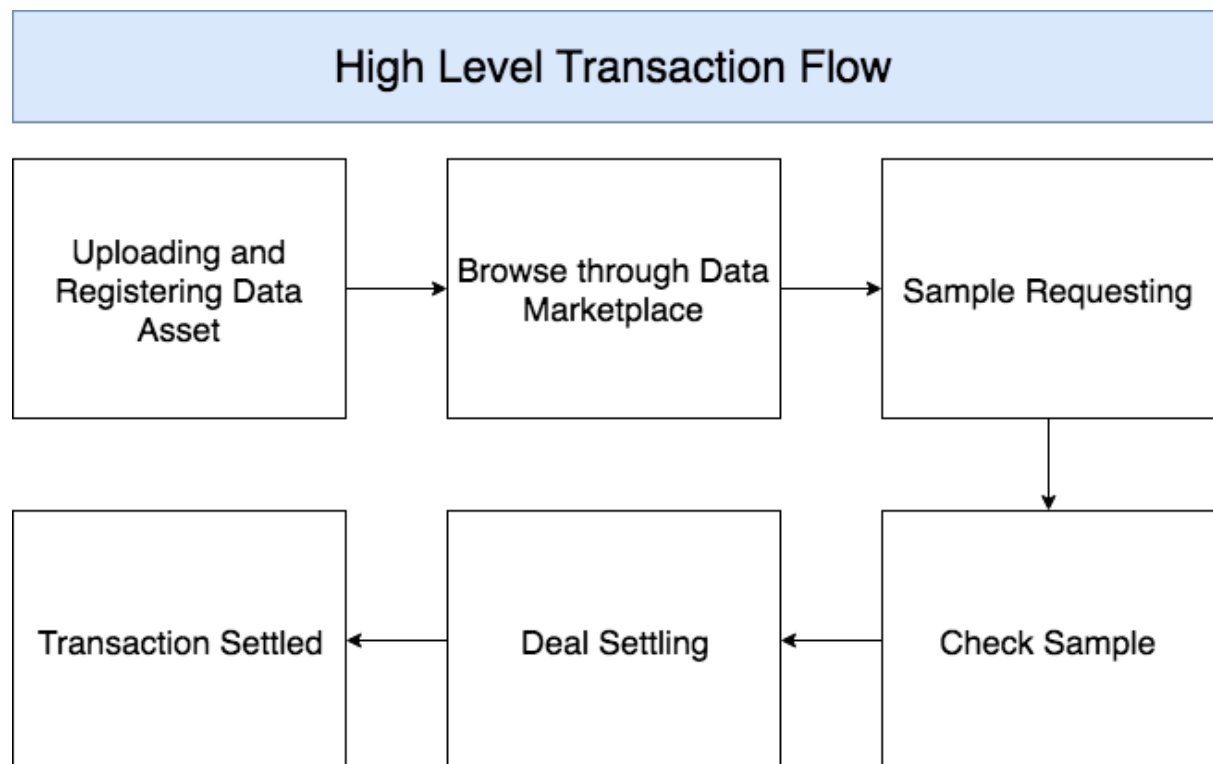 High Level Transaction Flow
Uploading and
Registering Data
Asset
Browse through Data
Marketplace
Sample Requesting
Check Sample
Deal Settling
Transaction Settled